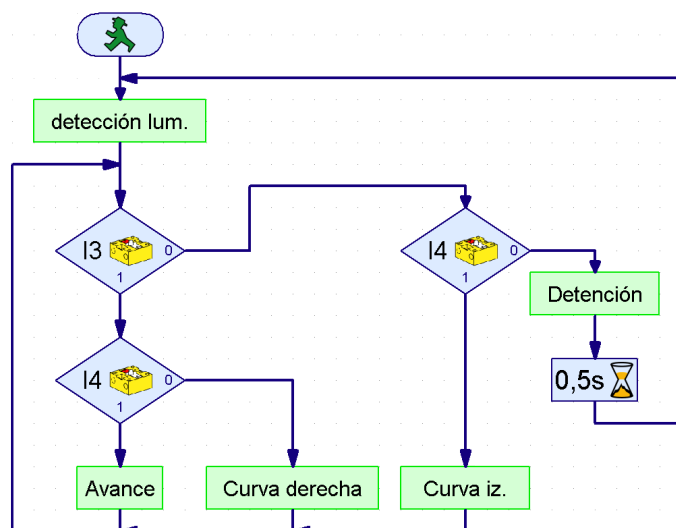 detección lum.
I3
0
1
I4
0
1
Detención
I4
0
1
0,5s
Avance
Curva derecha
Curva iz.